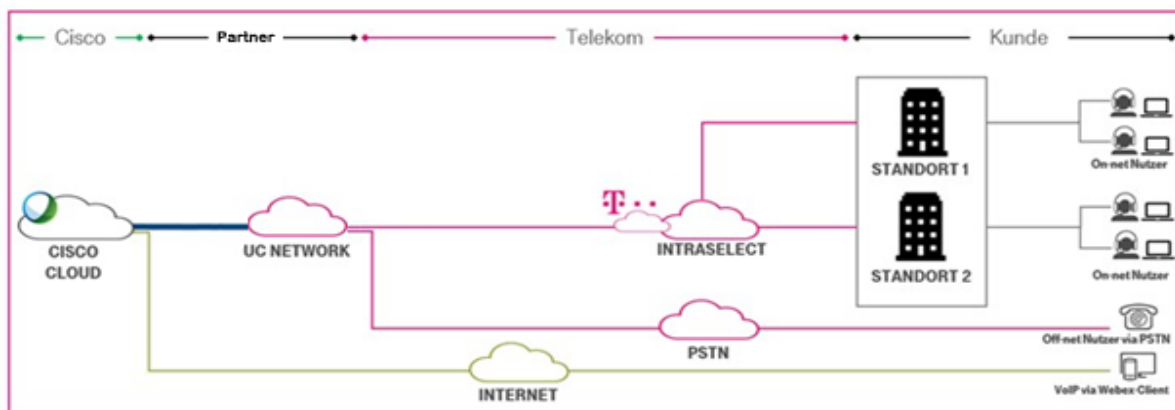 Cisco
Partner
Telekom
Kunde
STANDORT 1
On-net Nutzer
T
CISCO
CLOUD
UC NETWORK
INTRASELECT
STANDORT 2
On-net Nutzer
PSTN
Off-net Nutzer via PSTN
INTERNET
VoIP via Webex-Client